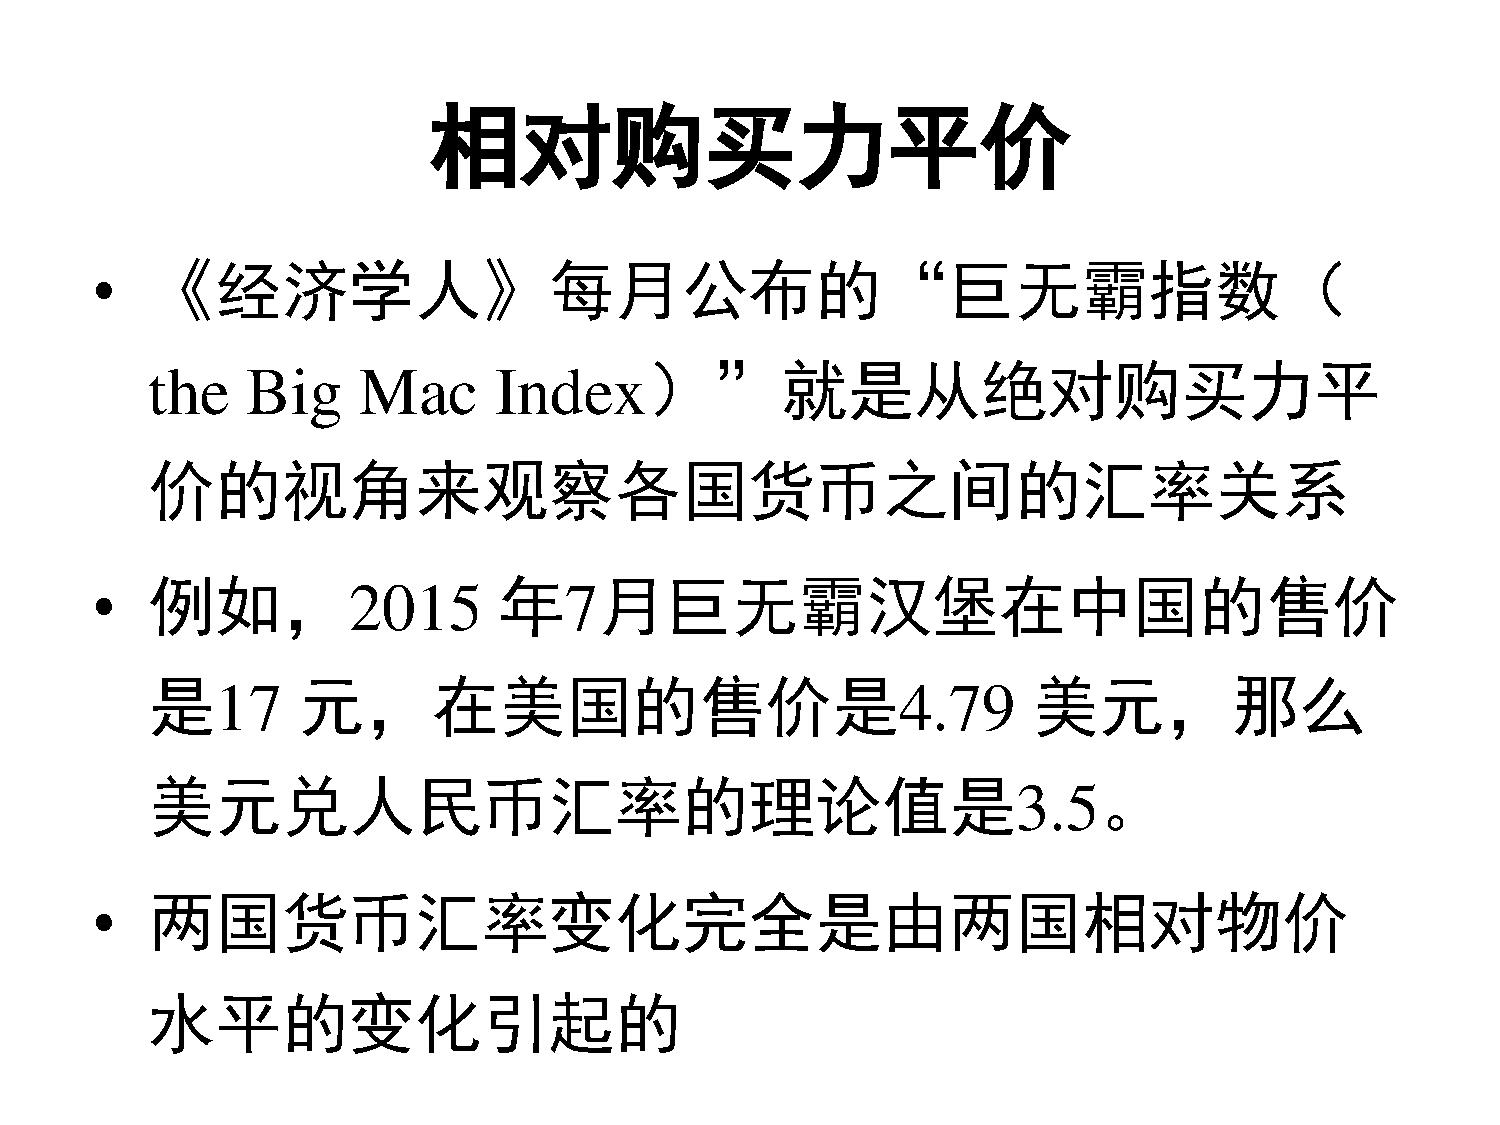 相对购买力平价
• 《经济学人》每月公布的“巨无霸指数（
the Big Mac Index）”就是从绝对购买力平
价的视角来观察各国货币之间的汇率关系
• 例如，2015 年7月巨无霸汉堡在中国的售价
是17 元，在美国的售价是4.79 美元，那么
美元兑人民币汇率的理论值是3.5。
• 两国货币汇率变化完全是由两国相对物价
水平的变化引起的